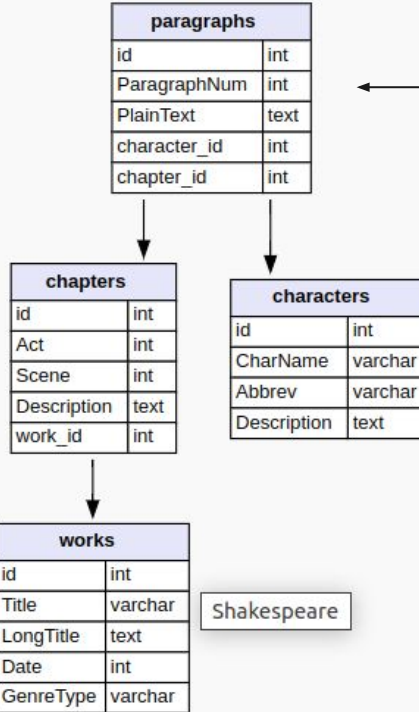 paragraphs
id int
ParagraphNum int
PlainText text
character_id int
chapter_id int
chapters
id int
Act int
Scene int
Description text
work_id int
characters
id int
CharName varchar
Abbrev varchar
Description text
works
id int
Title varchar
LongTitle text
Date int
GenreType varchar
Shakespeare